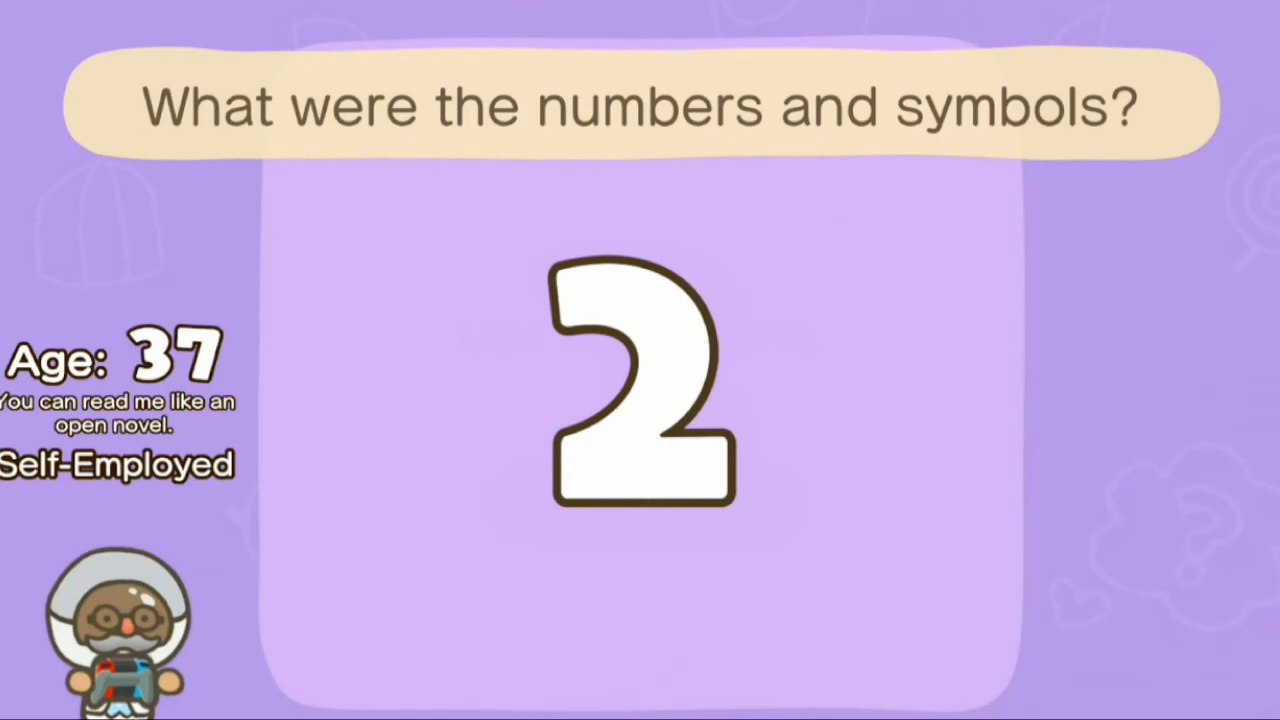 What were the numbers and symbols?
2
Age: 37
You can read me like an
open novel.
Self-Employed